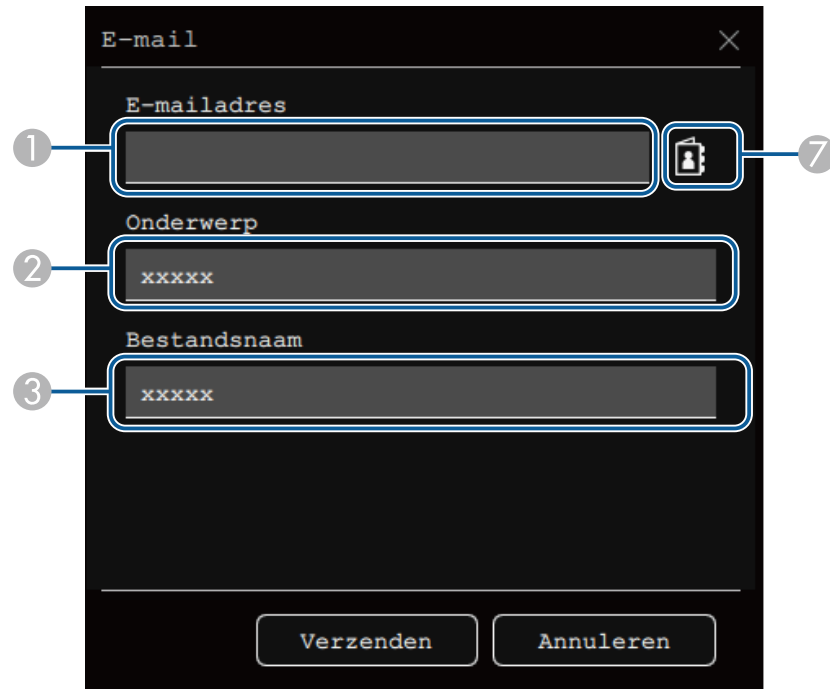 E-mail
E-mailadres
1
7
Onderwerp
2
xxxxx
Bestandsnaam
3
xxxxx
Verzenden
Annuleren